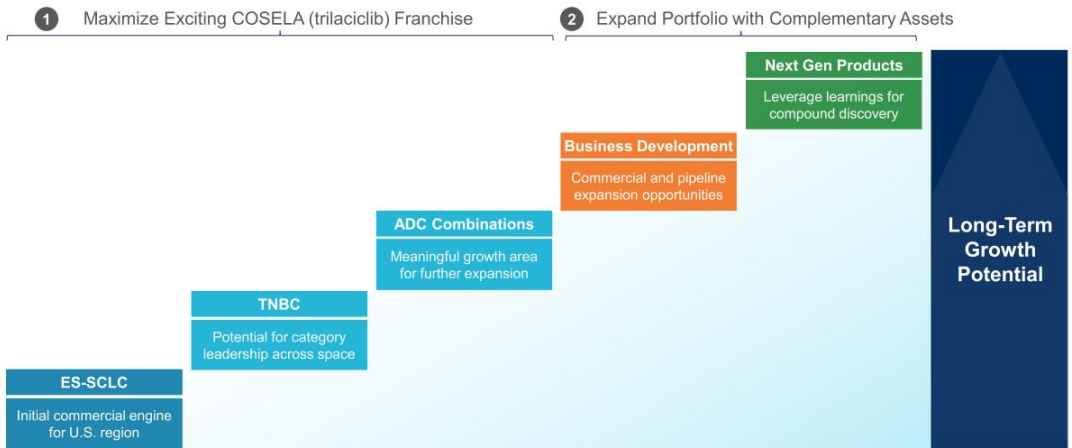 1 Maximize Exciting COSELA (trilaciclib) Franchise
2 Expand Portfolio with Complementary Assets
Next Gen Products
Leverage learnings for
compound discovery
Business Development
Commercial and pipeline
expansion opportunities
ADC Combinations
Meaningful growth area
for further expansion
TNBC
Potential for category
leadership across space
ES-SCLC
Initial commercial engine
for U.S. region
Long-Term
Growth
Potential